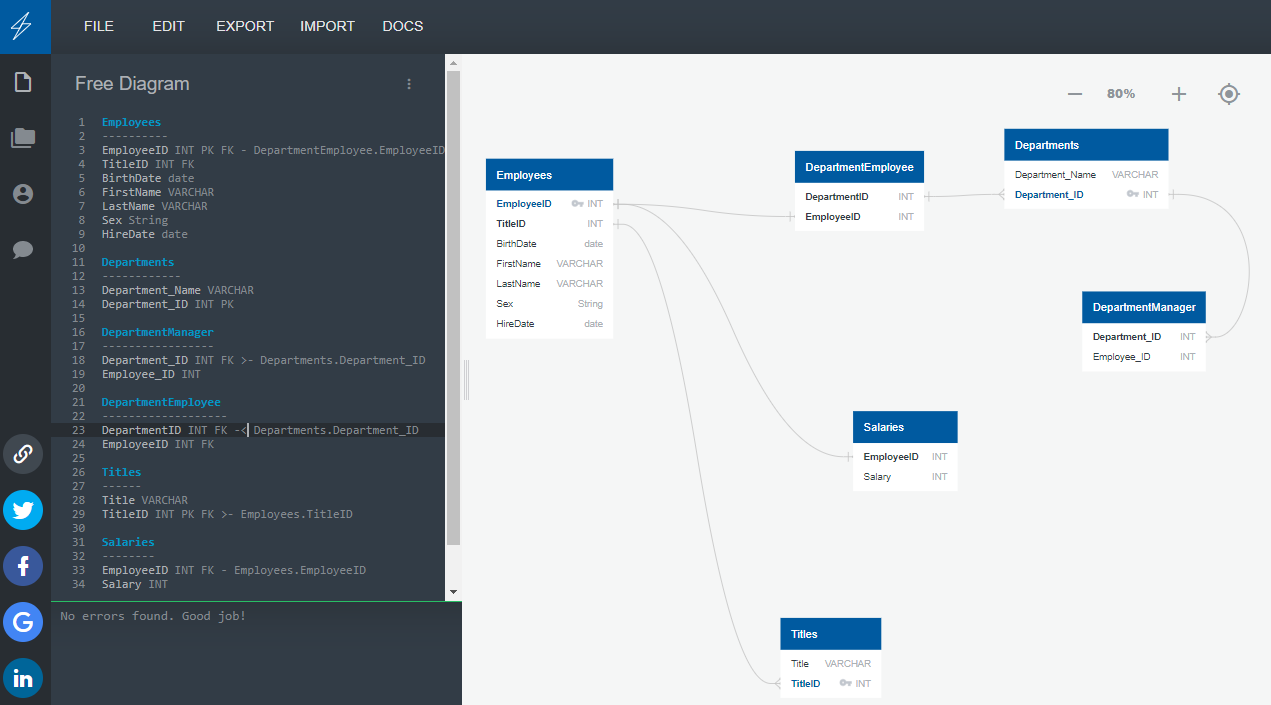 FILE EDIT EXPORT IMPORT DOCS
Free Diagram
1 Employees
2 ----------
3 EmployeeID INT PK FK - DepartmentEmployee.EmployeeID
4 TitleID INT FK
5 BirthDate date
6 FirstName VARCHAR
7 LastName VARCHAR
8 Sex String
9 HireDate date
10
11 Departments
12 ------------
13 Department_Name VARCHAR
14 Department_ID INT PK
15
16 DepartmentManager
17 -----------------
18 Department_ID INT FK >- Departments.Department_ID
19 Employee_ID INT
20
21 DepartmentEmployee
22 -------------------
23 DepartmentID INT FK -< Departments.Department_ID
24 EmployeeID INT FK
25
26 Titles
27 ------
28 Title VARCHAR
29 TitleID INT PK FK >- Employees.TitleID
30
31 Salaries
32 --------
33 EmployeeID INT FK - Employees.EmployeeID
34 Salary INT
No errors found. Good job!
80%
Employees
EmployeeID INT
TitleID INT
BirthDate date
FirstName VARCHAR
LastName VARCHAR
Sex String
HireDate date
DepartmentEmployee
DepartmentID INT
EmployeeID INT
Departments
Department_Name VARCHAR
Department_ID INT
DepartmentManager
Department_ID INT
Employee_ID INT
Salaries
EmployeeID INT
Salary INT
Titles
Title VARCHAR
TitleID INT
f
G
in